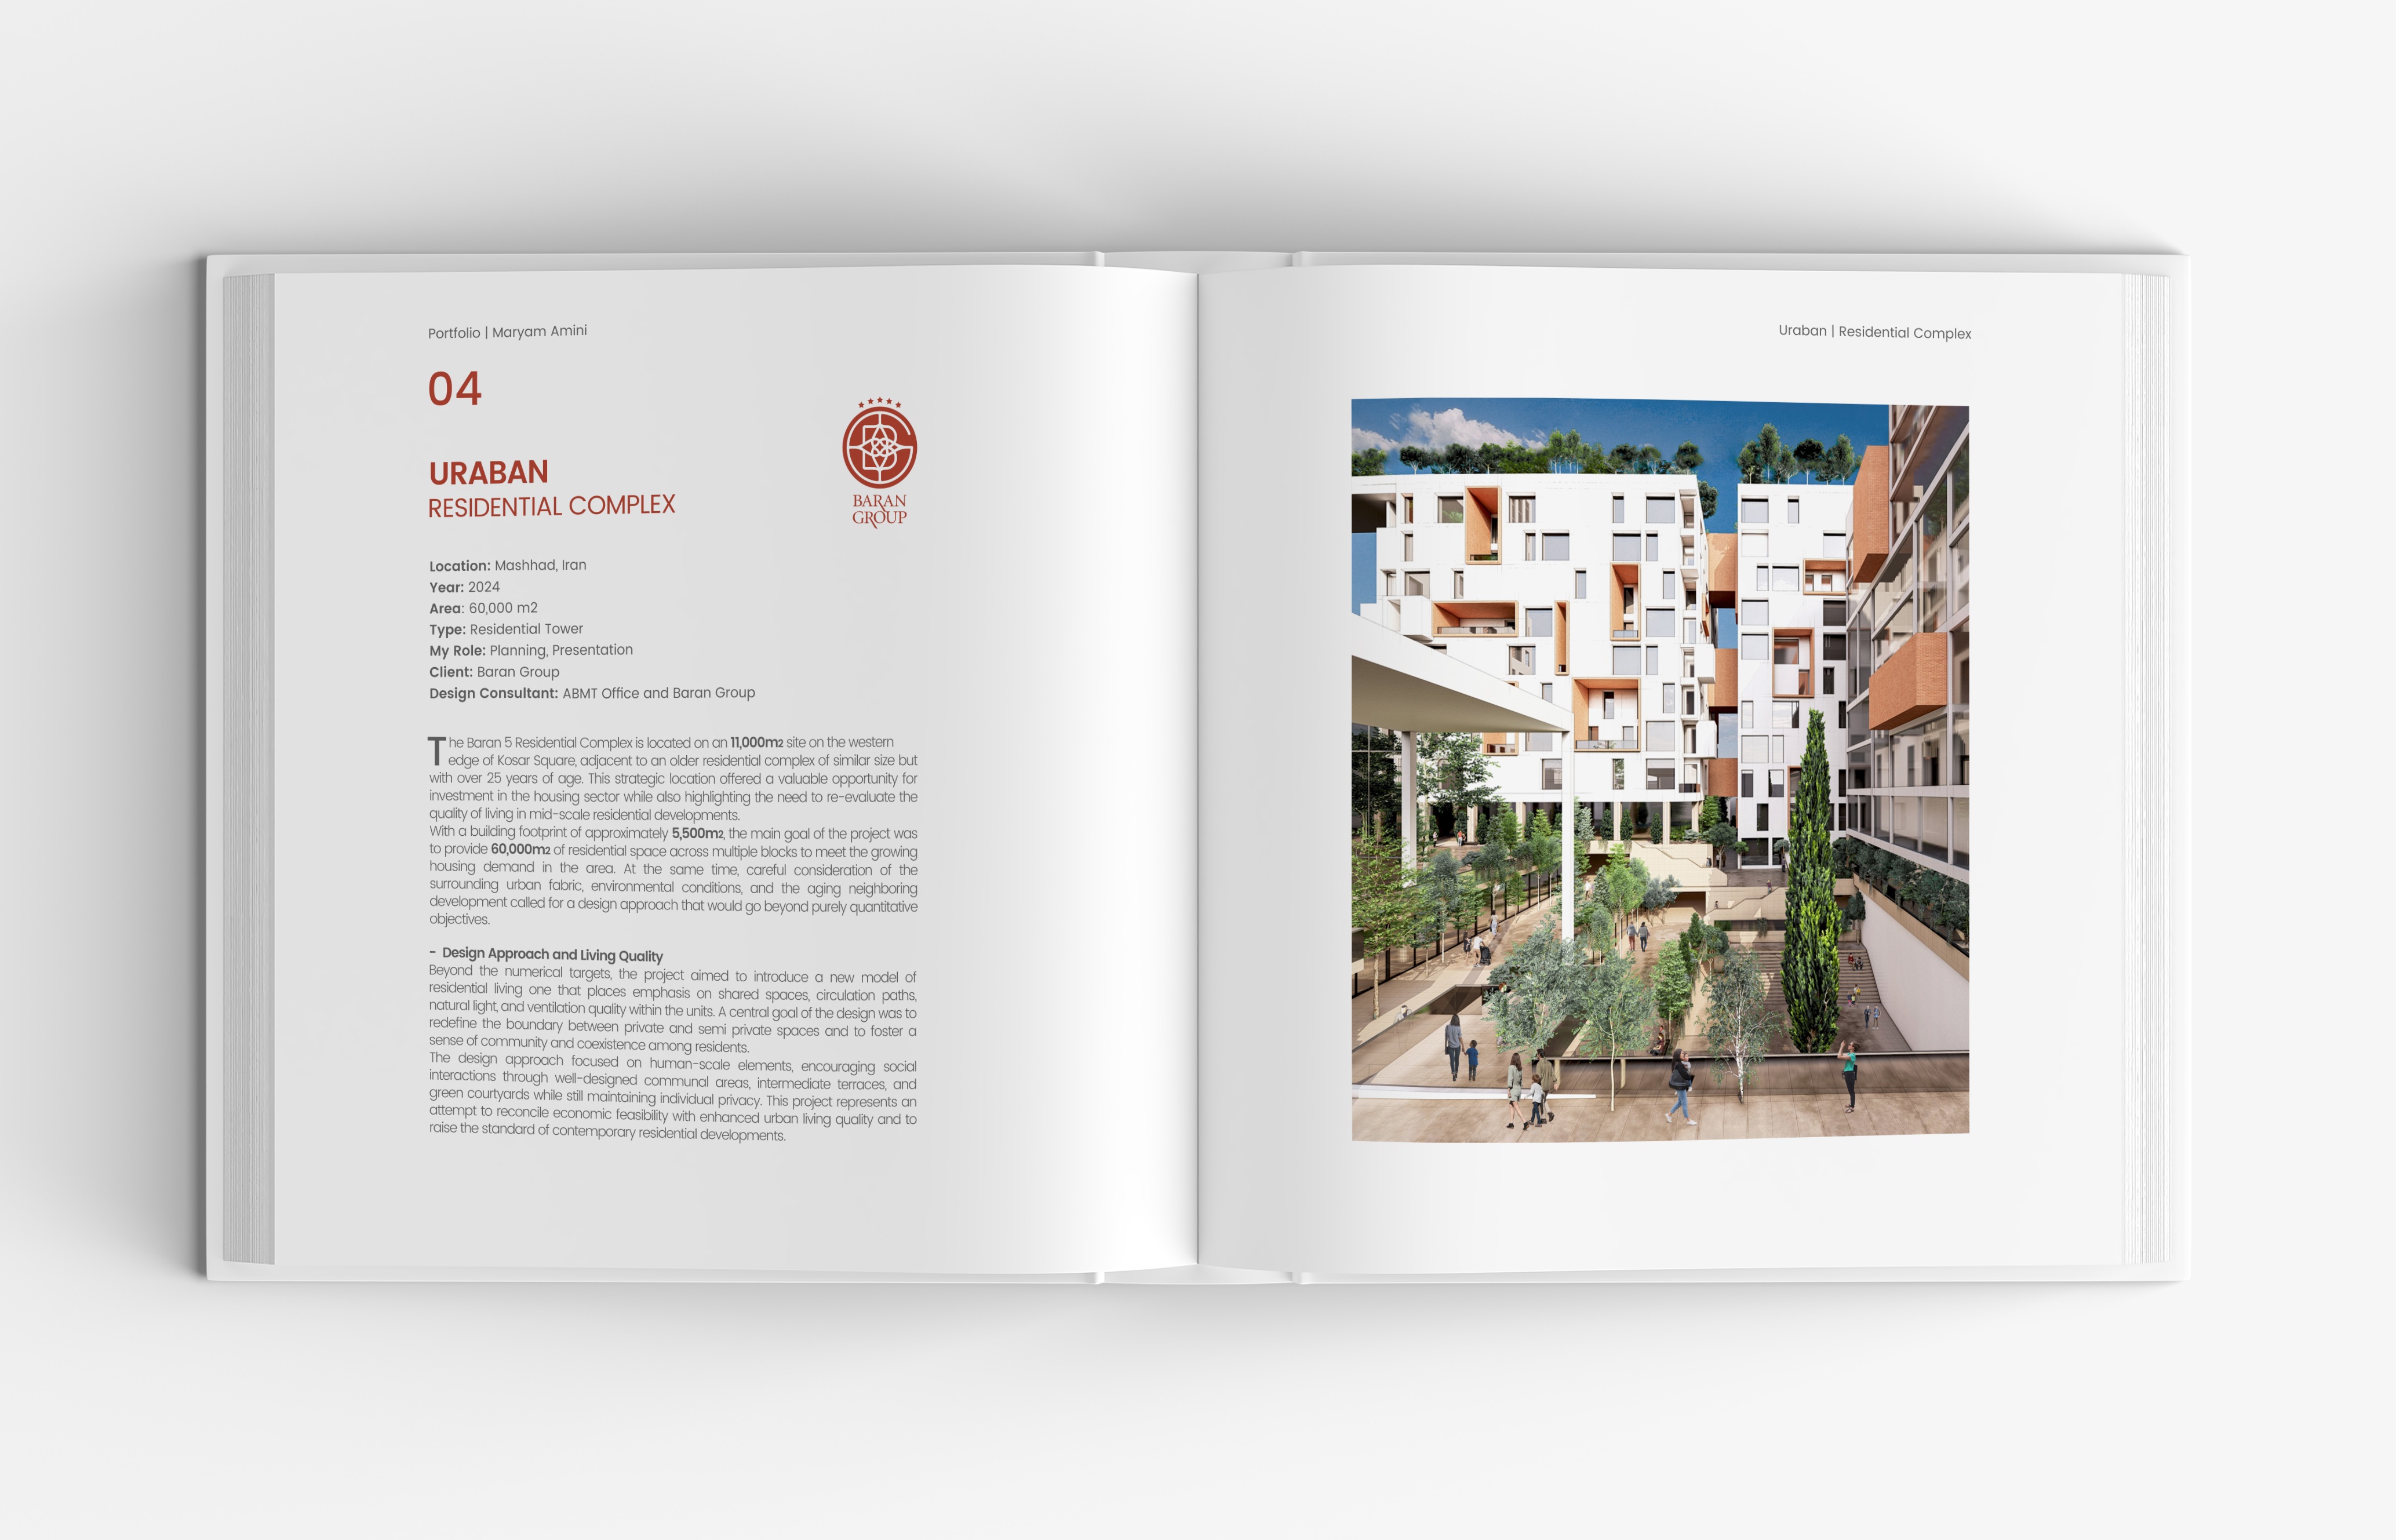 Portfolio | Maryam Amini
04
URABAN
RESIDENTIAL COMPLEX
BARAN
GROUP
Location: Mashhad, Iran
Year: 2024
Area: 60,000 m2
Type: Residential Tower
My Role: Planning, Presentation
Client: Baran Group
Design Consultant: ABMT Office and Baran Group
The Baran 5 Residential Complex is located on an 11,000m2 site on the western
edge of Kosar Square, adjacent to an older residential complex of similar size but
with over 25 years of age. This strategic location offered a valuable opportunity for
investment in the housing sector while also highlighting the need to re-evaluate the
quality of living in mid-scale residential developments.
With a building footprint of approximately 5,500m2, the main goal of the project was
to provide 60,000m2 of residential space across multiple blocks to meet the growing
housing demand in the area. At the same time, careful consideration of the
surrounding urban fabric, environmental conditions, and the aging neighboring
development called for a design approach that would go beyond purely quantitative
objectives.
- Design Approach and Living Quality
Beyond the numerical targets, the project aimed to introduce a new model of
residential living one that places emphasis on shared spaces, circulation paths,
natural light, and ventilation quality within the units. A central goal of the design was to
redefine the boundary between private and semi private spaces and to foster a
sense of community and coexistence among residents.
The design approach focused on human-scale elements, encouraging social
interactions through well-designed communal areas, intermediate terraces, and
green courtyards while still maintaining individual privacy. This project represents an
attempt to reconcile economic feasibility with enhanced urban living quality and to
raise the standard of contemporary residential developments.
Uraban | Residential Complex